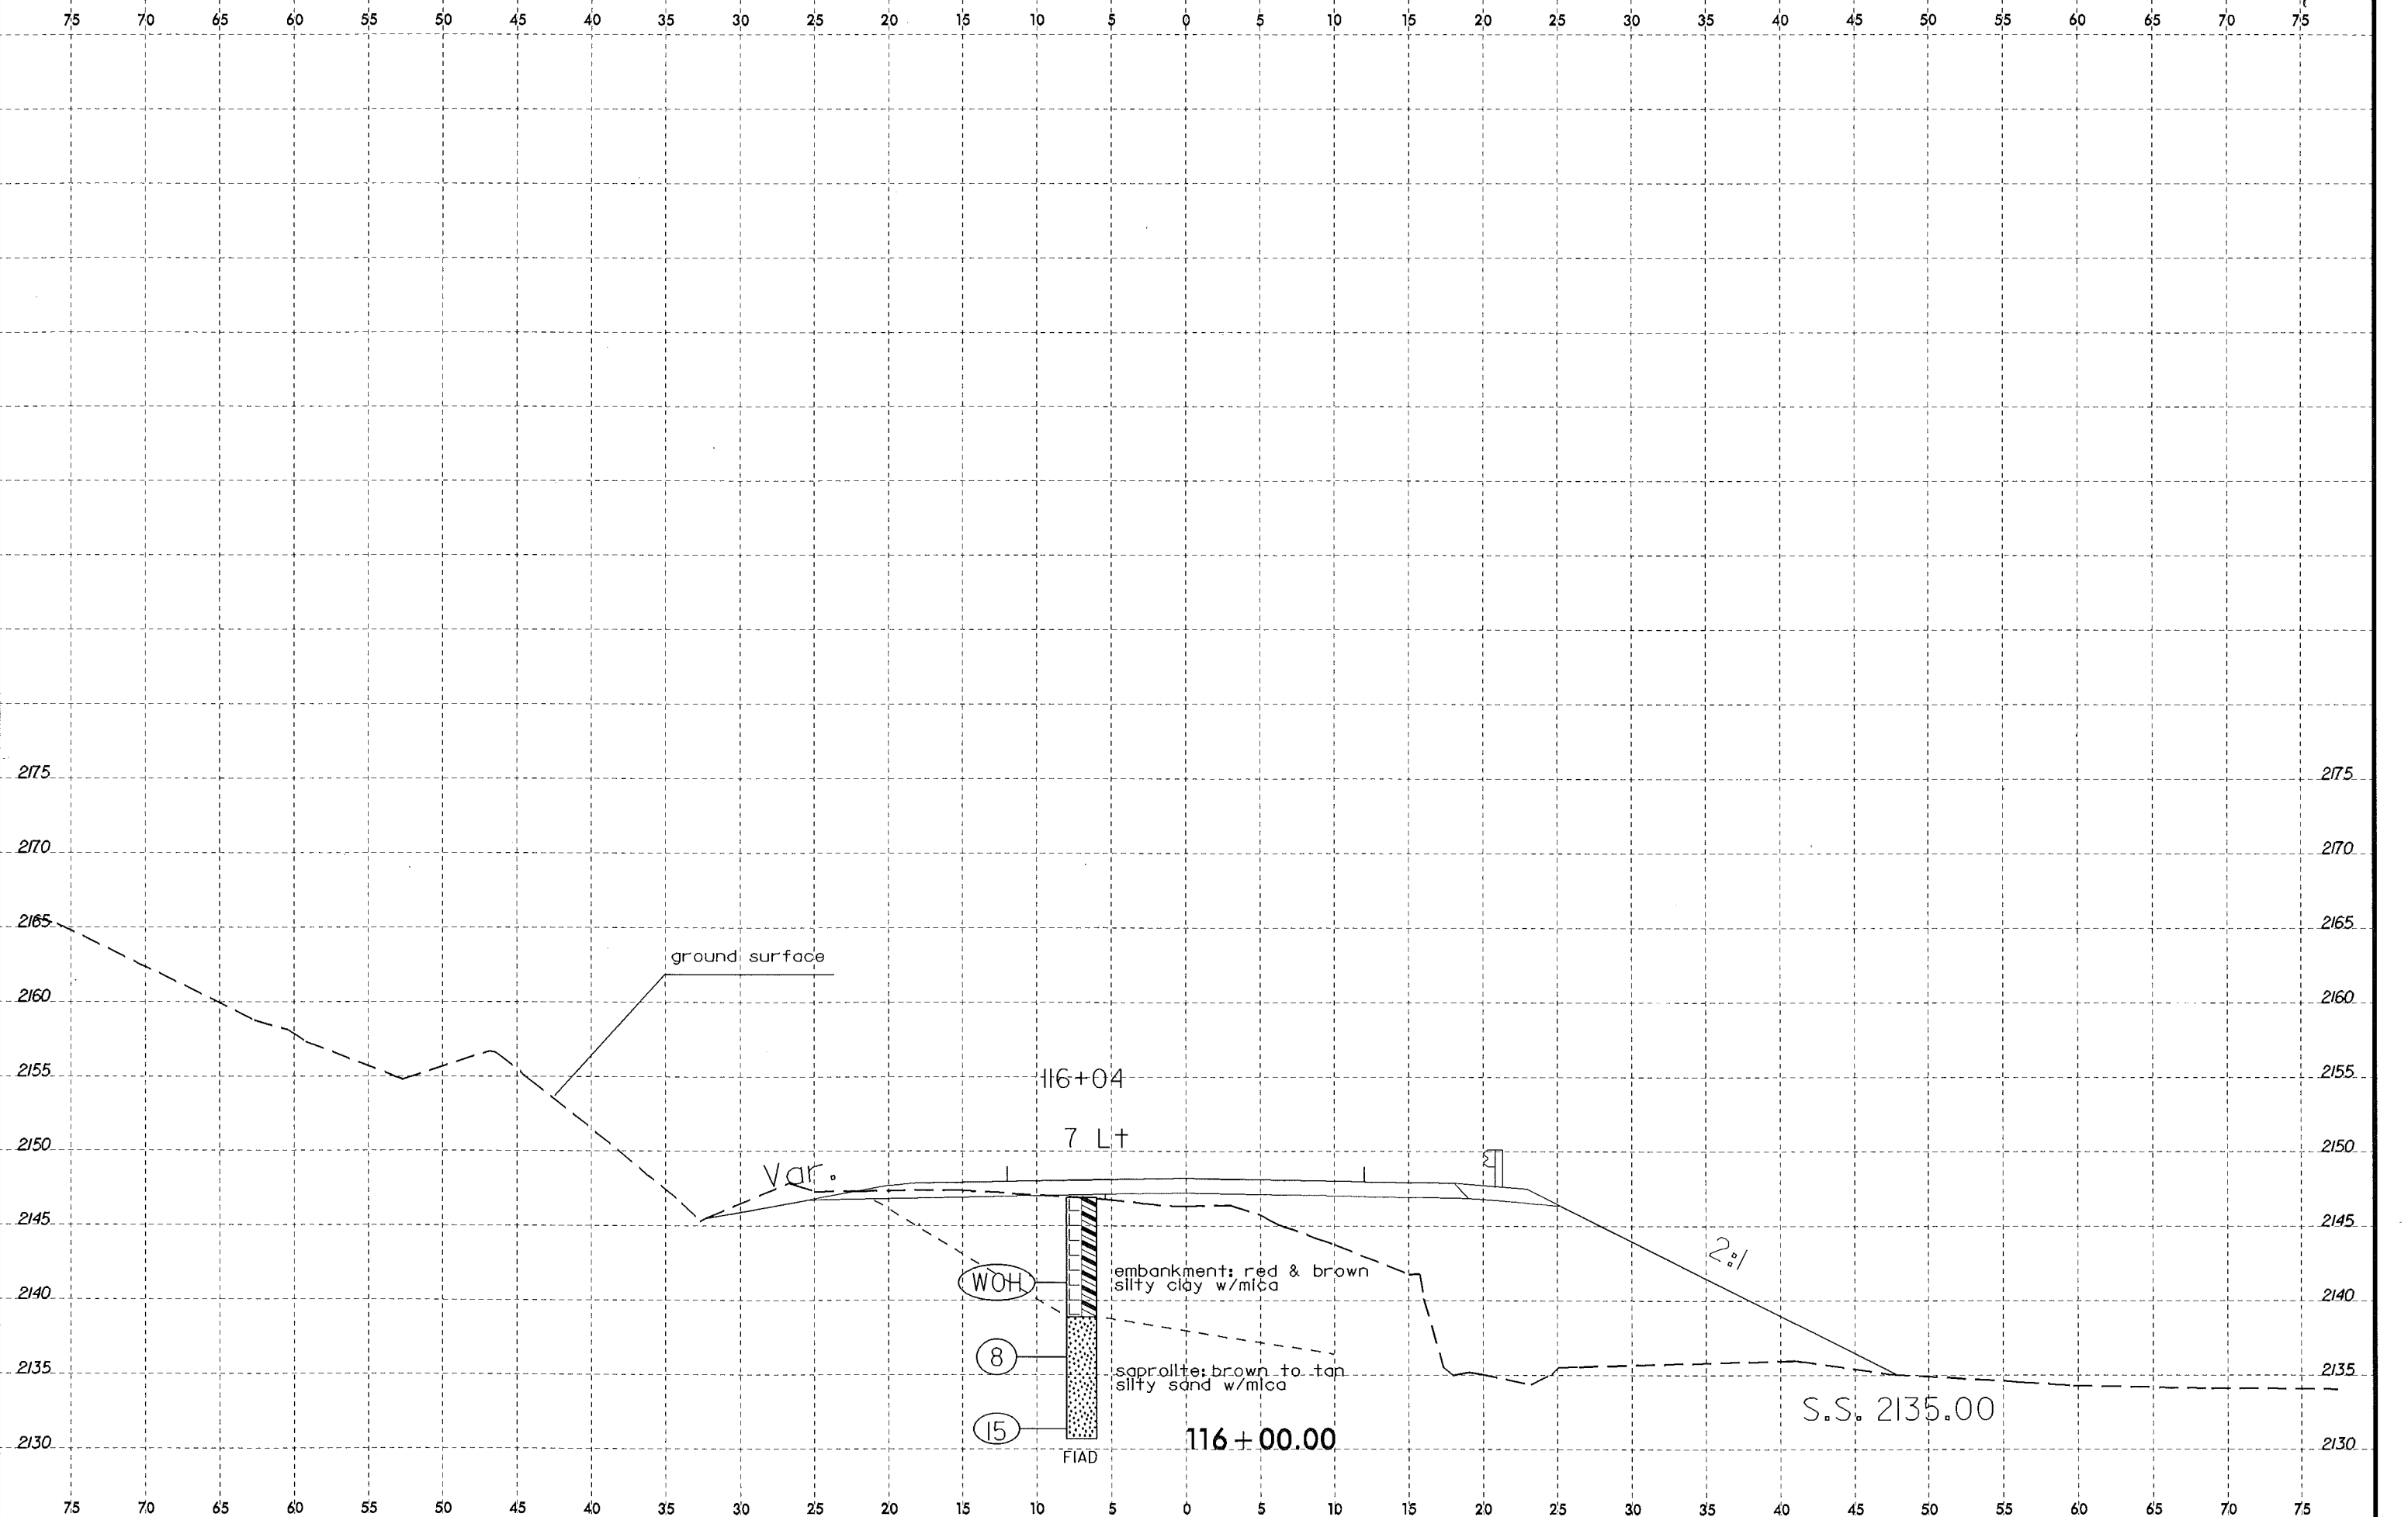 75 70 65 60 55 50 45 40 35 30 25 20 15 10 5 0 5 10 15 20 25 30 35 40 45 50 55 60 65 70 75
2175 2175
2170 2170
2165 2165
ground surface
2160 2160
2155 2155
116+04
2150 2150
7 Lt
Var.
2145 2145
2:1
WOH
embankment: red & brown
silty clay w/mica
2140 2140
8
2135 2135
saprolite: brown to tan
silty sand w/mica
S.S. 2135.00
15
116+00.00
2130 2130
FIAD
75 70 65 60 55 50 45 40 35 30 25 20 15 10 5 0 5 10 15 20 25 30 35 40 45 50 55 60 65 70 75